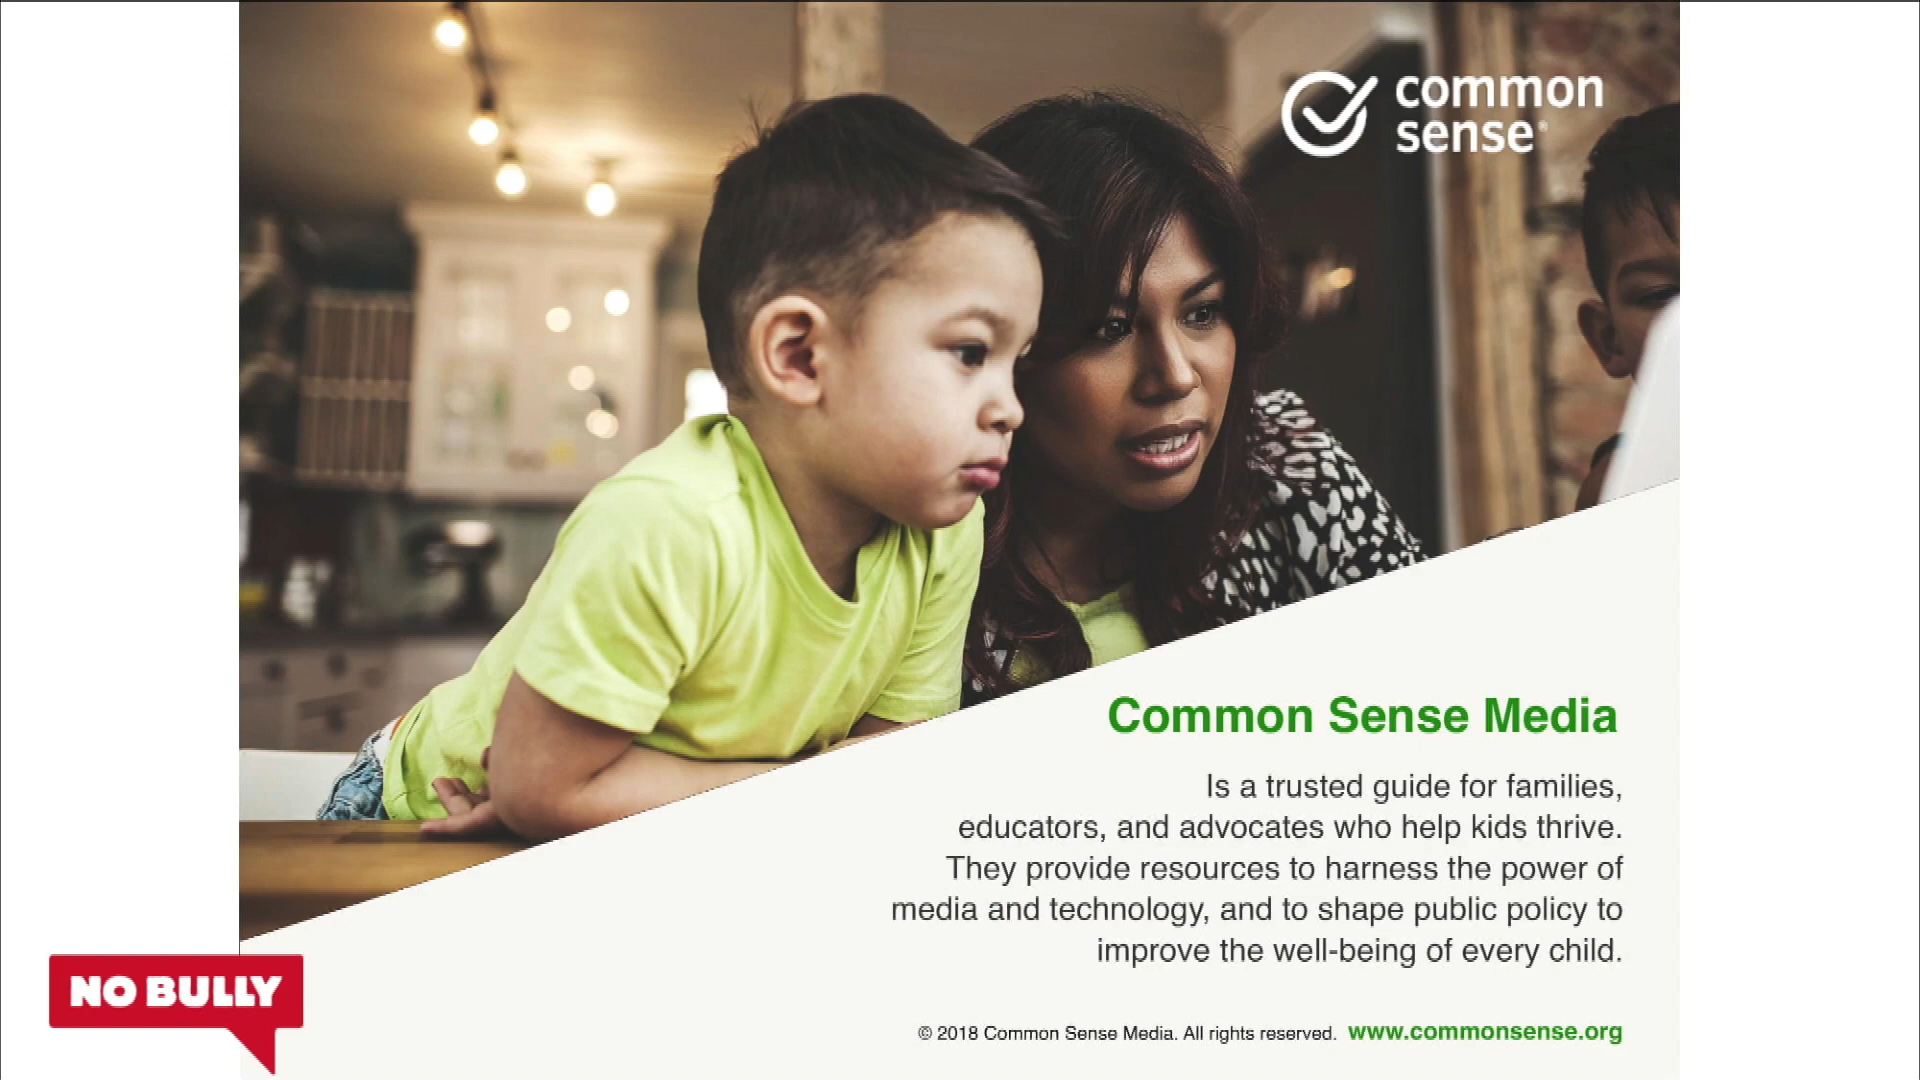 common
sense®
Common Sense Media
Is a trusted guide for families,
educators, and advocates who help kids thrive.
They provide resources to harness the power of
media and technology, and to shape public policy to
improve the well-being of every child.
NO BULLY
© 2018 Common Sense Media. All rights reserved. www.commonsense.org